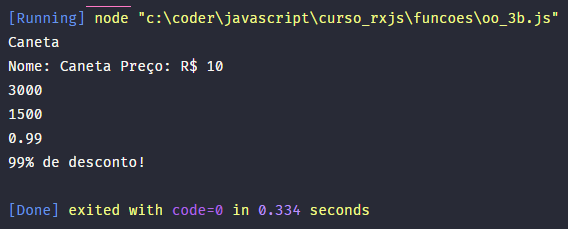 [Running] node "c:\coder\javascript\curso_rxjs\funcoes\oo_3b.js"
Caneta
Nome: Caneta Preço: R$ 10
3000
1500
0.99
99% de desconto!
[Done] exited with code=0 in 0.334 seconds